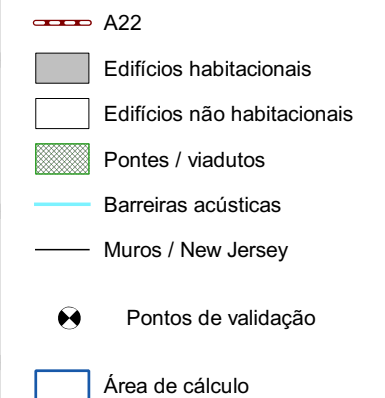 A22
Edifícios habitacionais
Edifícios não habitacionais
Pontes / viadutos
Barreiras acústicas
Muros / New Jersey
Pontos de validação
Área de cálculo